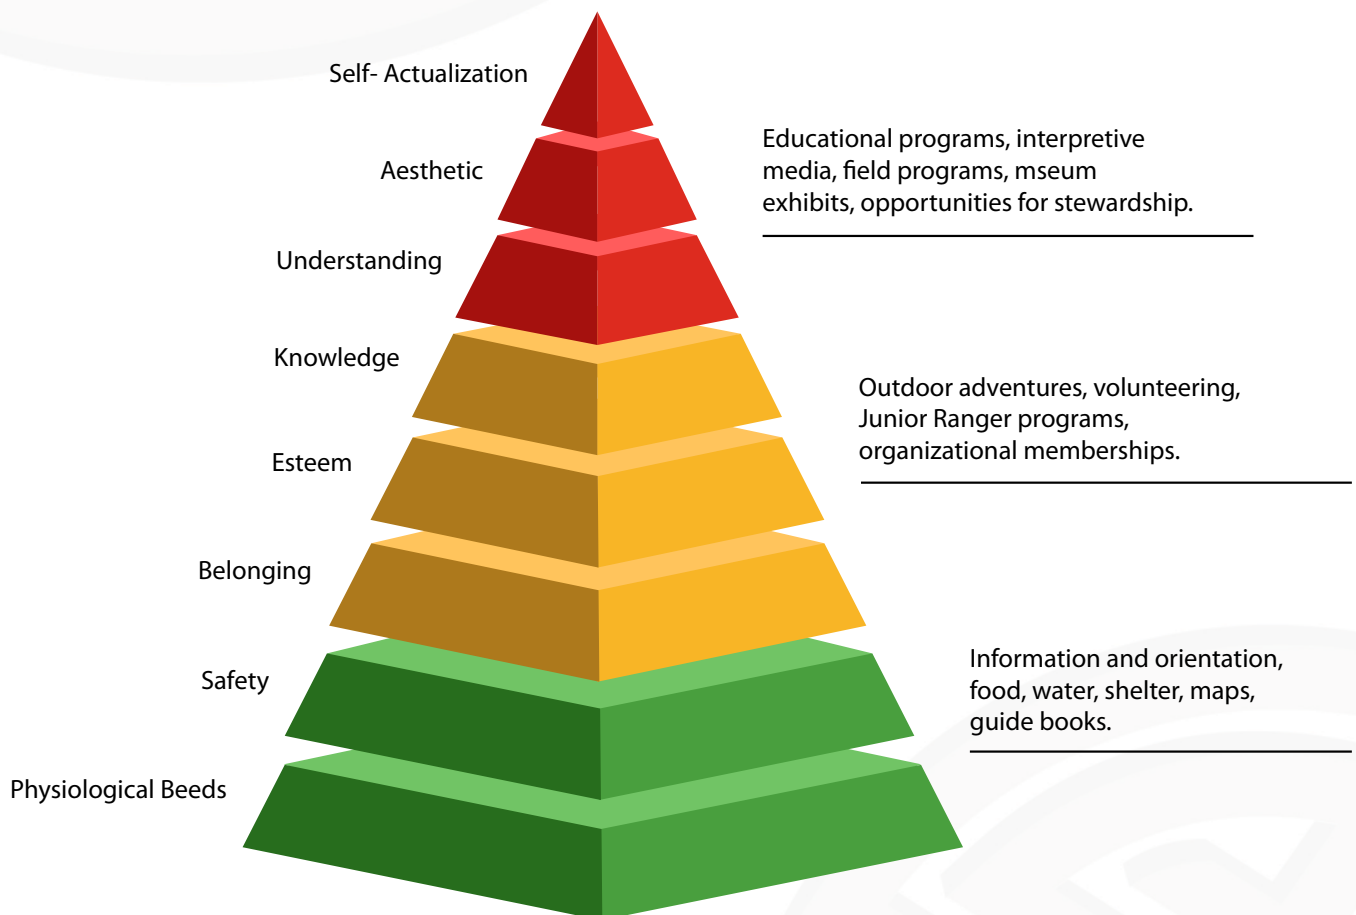 Self- Actualization
Aesthetic
Educational programs, interpretive
media, field programs, mseum
exhibits, opportunities for stewardship.
Understanding
Knowledge
Outdoor adventures, volunteering,
Junior Ranger programs,
organizational memberships.
Esteem
Belonging
Safety
Information and orientation,
food, water, shelter, maps,
guide books.
Physiological Beeds